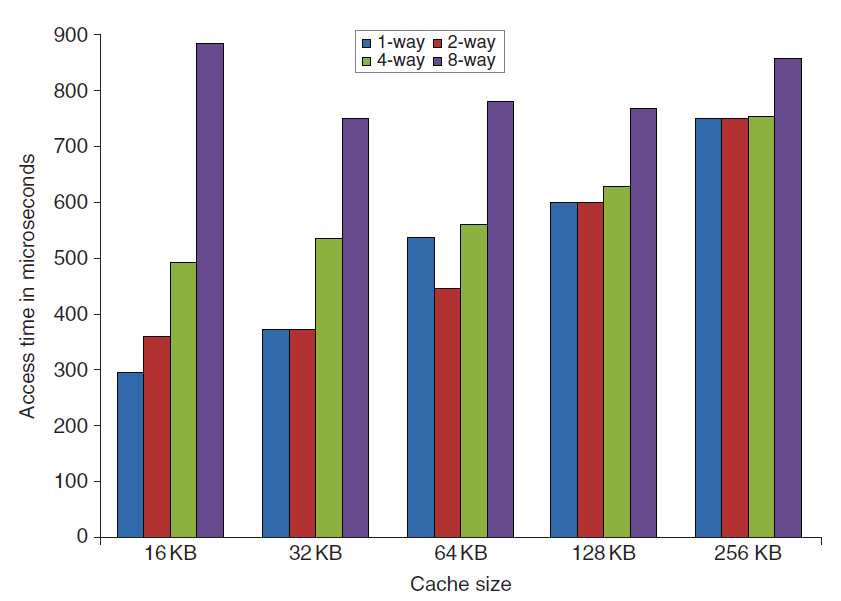 900
800
700
600
500
400
300
200
100
0
Access time in microseconds
1-way 2-way
4-way 8-way
16 KB 32 KB 64 KB 128 KB 256 KB
Cache size